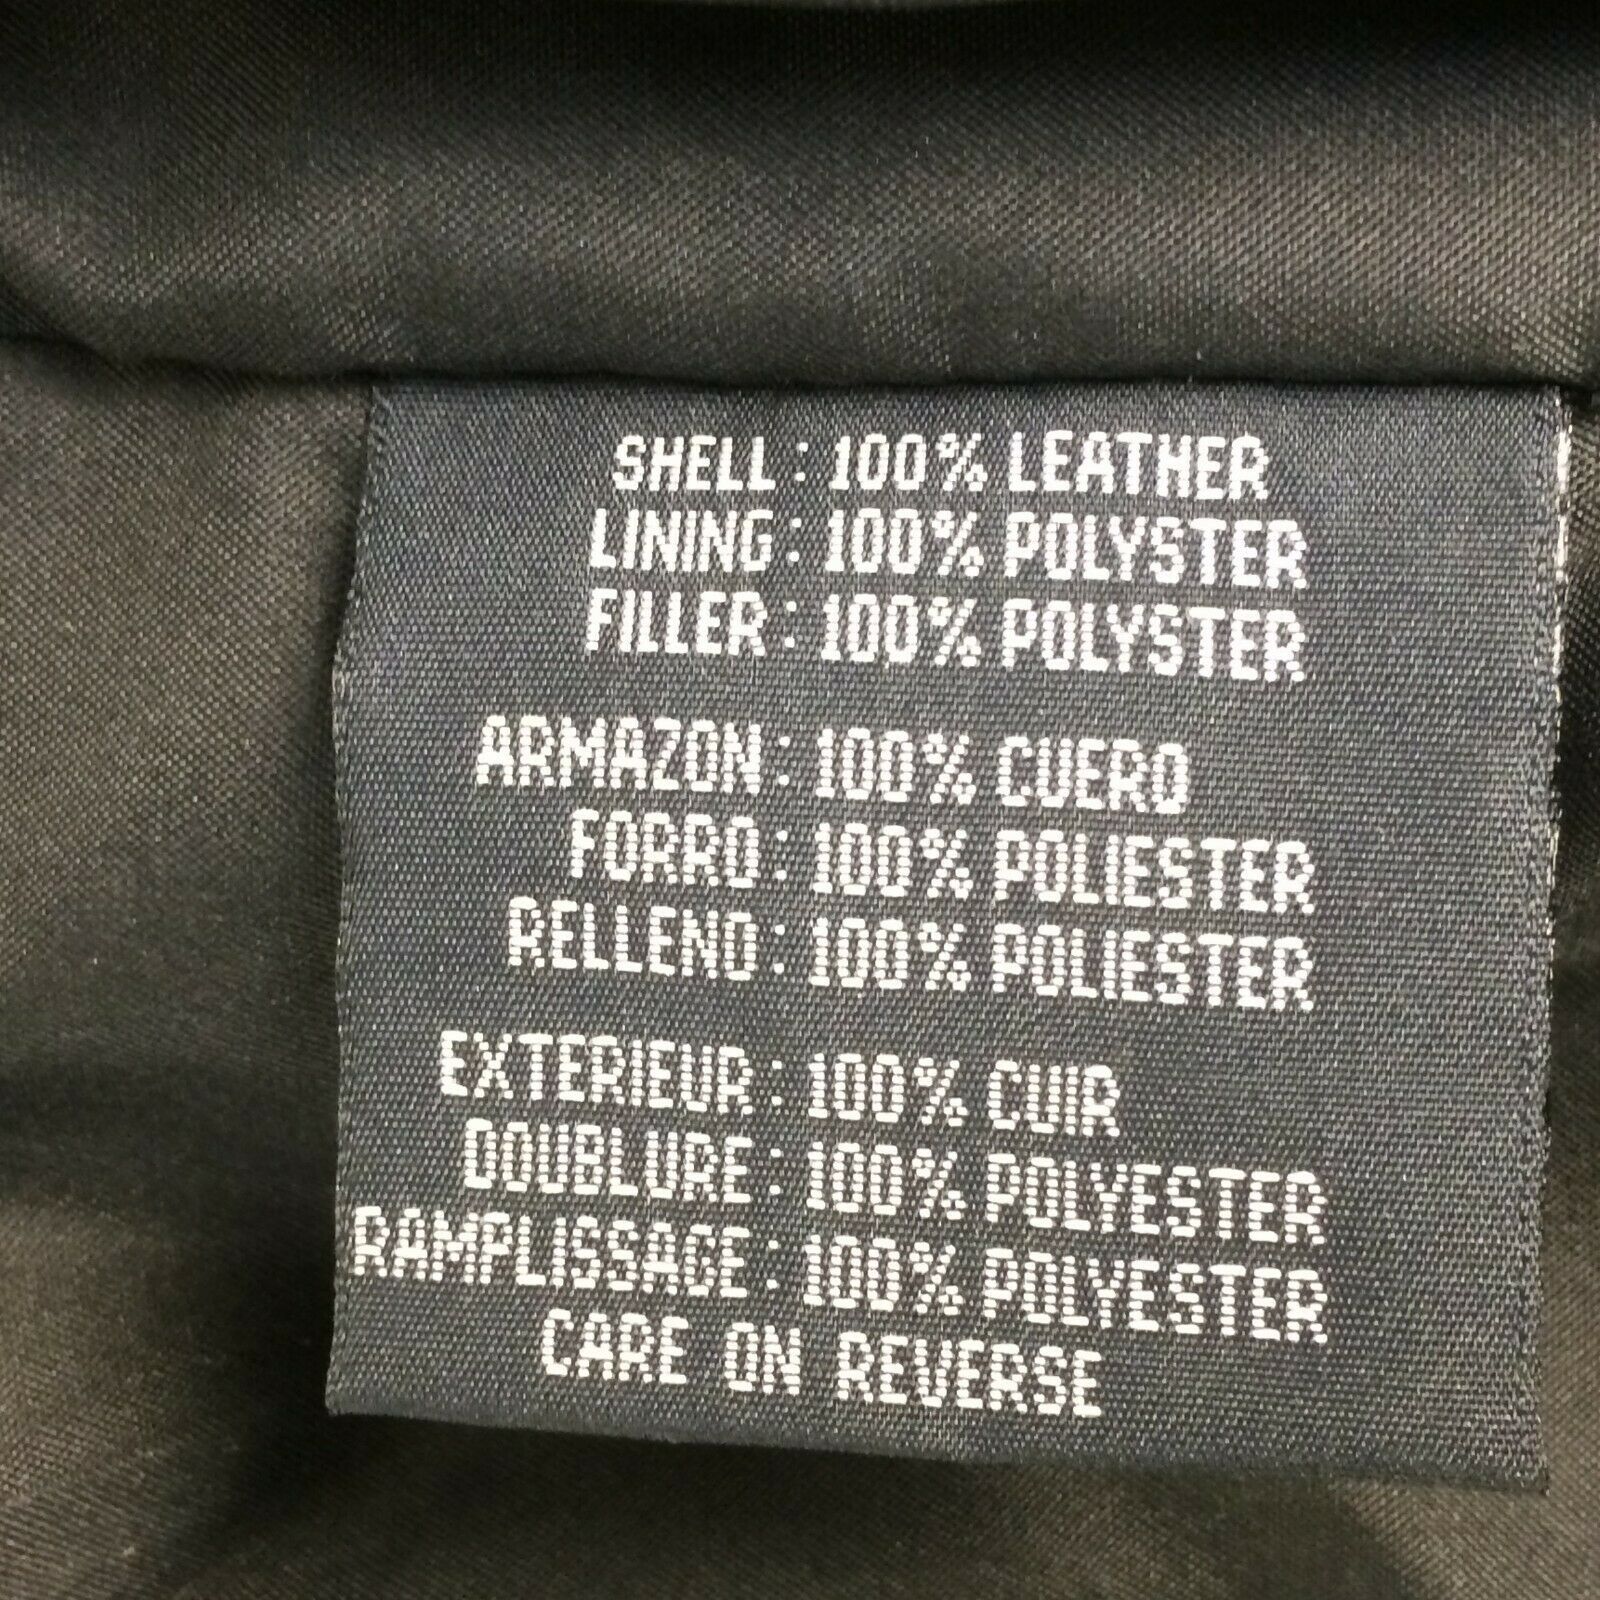 SHELL : 100% LEATHER
LINING : 100% POLYSTER
FILLER : 100% POLYSTER
ARMAZON : 100% CUERO
FORRO : 100% POLIESTER
RELLENO : 100% POLIESTER
EXTERIEUR : 100% CUIR
DOUBLURE : 100% POLYESTER
RAMPLISSAGE : 100% POLYESTER
CARE ON REVERSE